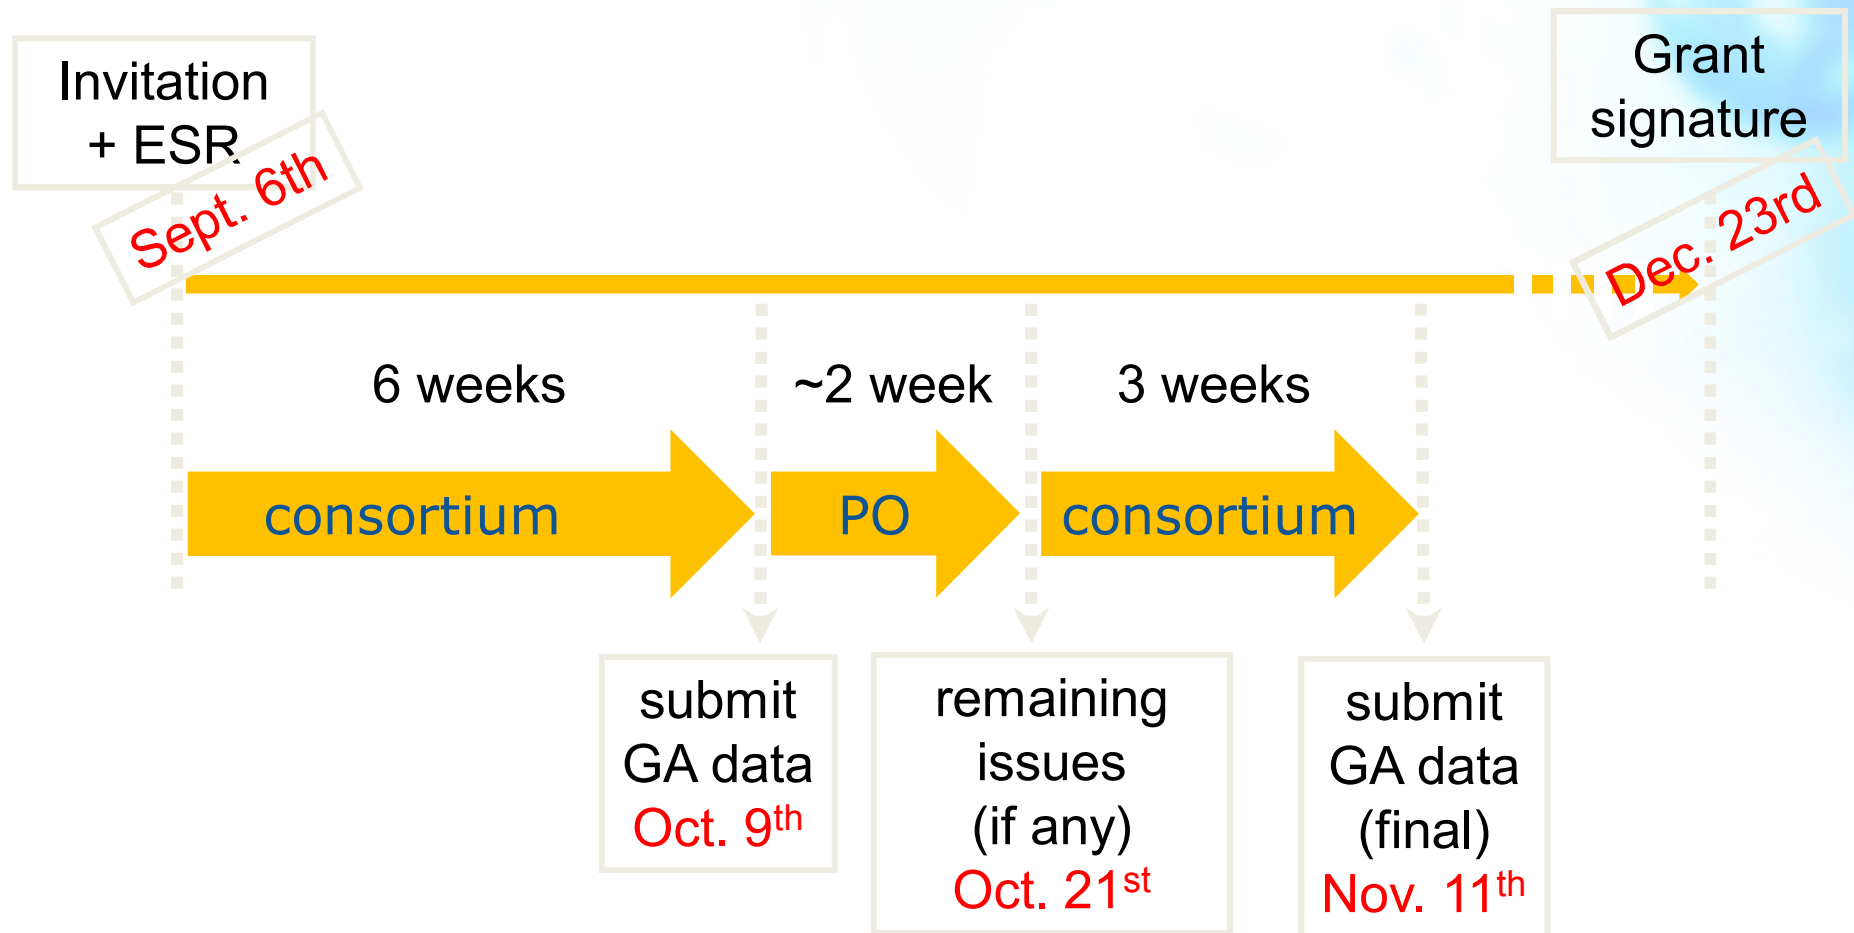 Invitation
+ ESR
Sept. 6th
Grant
signature
Dec. 23rd
6 weeks
~2 week
3 weeks
consortium
PO
consortium
submit
GA data
Oct. 9th
remaining
issues
(if any)
Oct. 21st
submit
GA data
(final)
Nov. 11th